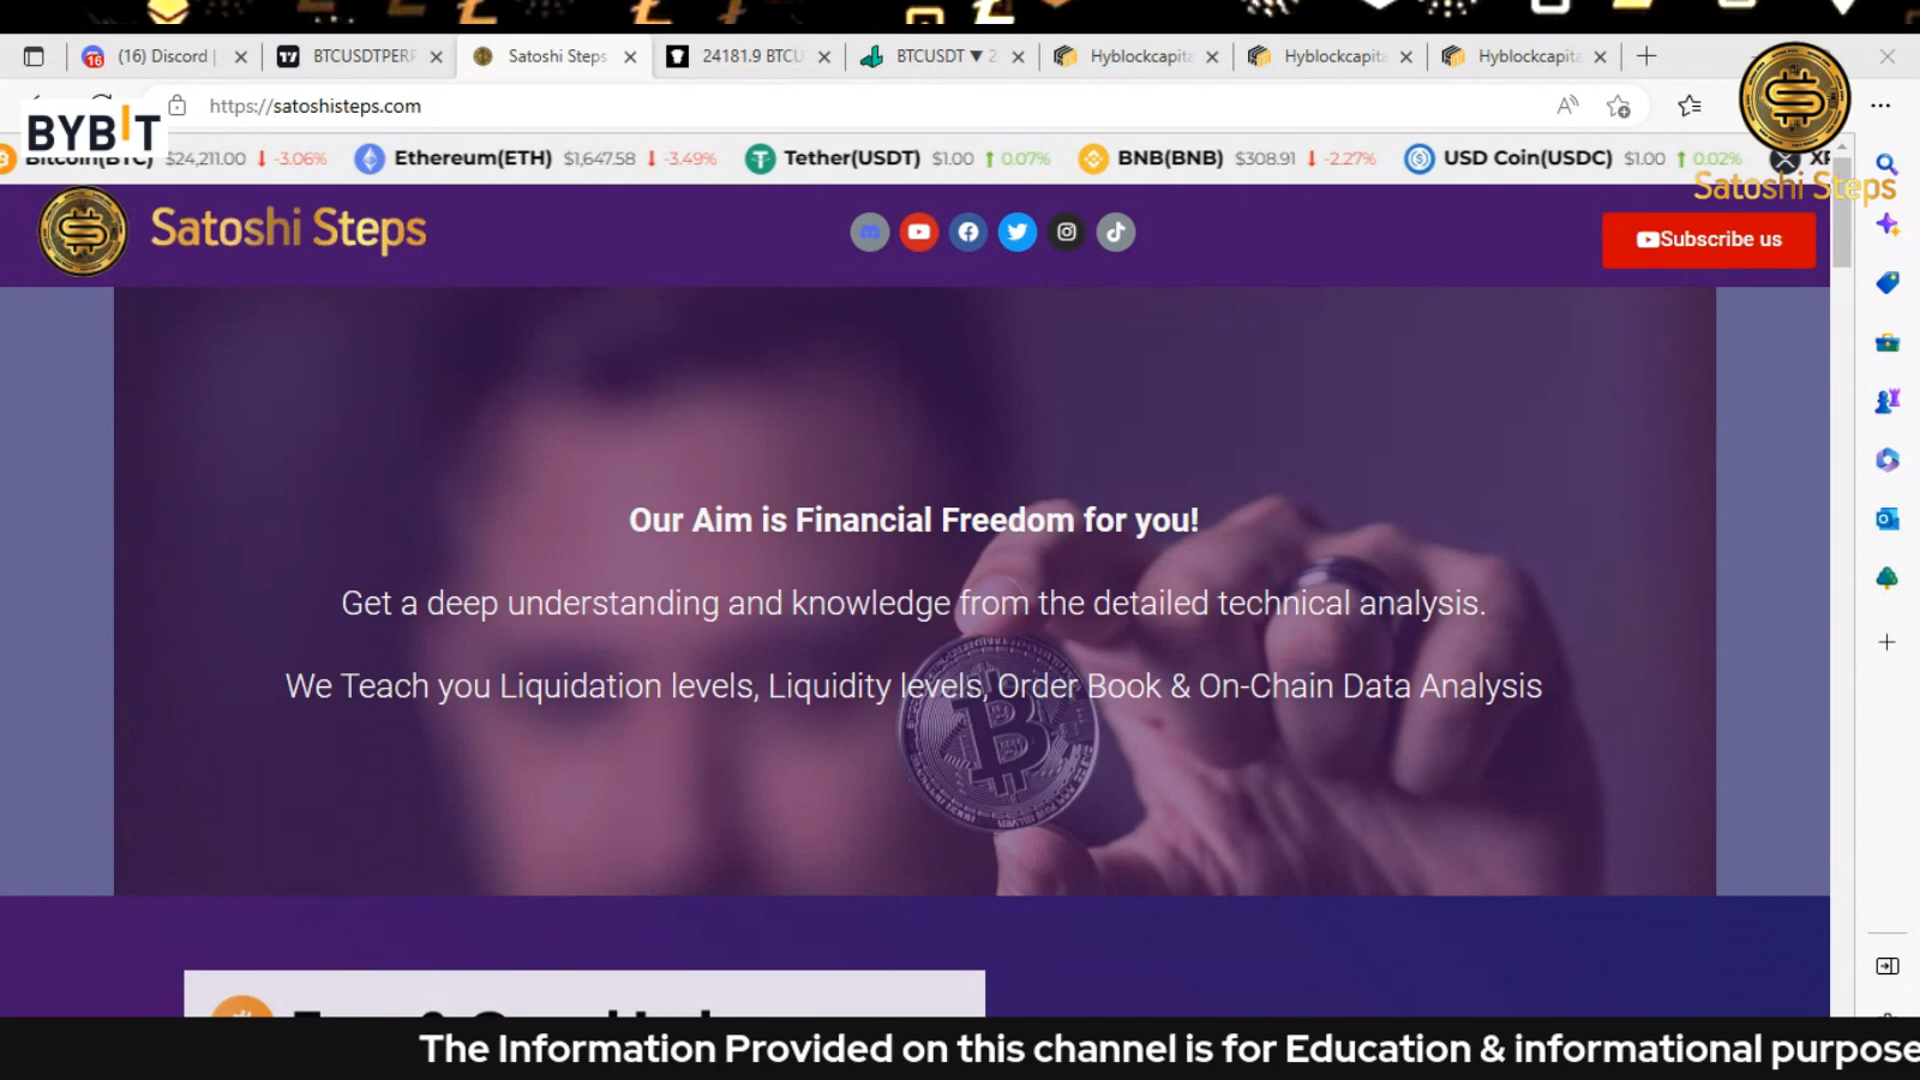 (16) Discord |
BTCUSDTPERP
Satoshi Steps
24181.9 BTCU
BTCUSDT ▼ 2
Hyblockcapita
Hyblockcapita
Hyblockcapita
https://satoshisteps.com
BYBIT
Bitcoin(BTC) $24,211.00 ↓ -3.06%
Ethereum(ETH) $1,647.58 ↓ -3.49%
Tether(USDT) $1.00 ↑ 0.07%
BNB(BNB) $308.91 ↓ -2.27%
USD Coin(USDC) $1.00 ↑ 0.02%
Satoshi Steps
Satoshi Steps
Subscribe us
Our Aim is Financial Freedom for you!
Get a deep understanding and knowledge from the detailed technical analysis.
We Teach you Liquidation levels, Liquidity levels, Order Book & On-Chain Data Analysis
The Information Provided on this channel is for Education & informational purpose